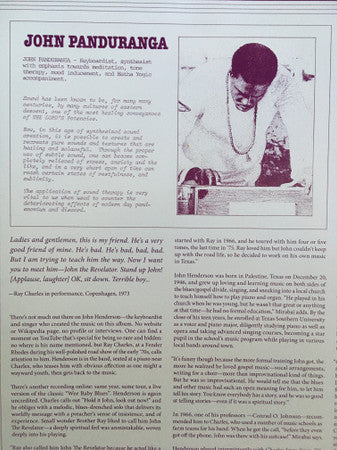 JOHN PANDURANGA
JOHN PANDURANGA - Keyboardist, synthesist
with emphasis towards meditation, tone
therapy, mood inducement, and Hatha Yogic
accompaniment.
Sound has been known to be, for many many
centuries, by many cultures of eastern
descent, one of the most healing consequences
of THE LORD'S Potencies.
Now, in this age of synthesised sound
creation, it is possible to create and
recreate pure sounds and textures that are
healing and
of subtle sound, one can become com-
pletely relieved of stress, anxiety and the
like, and in a very short span of time can
reach certain states of restfulness, and
sublimity.
The application of sound therapy is very
vital to us when used to counter the
deteriorating effects of modern day pand-
emonium and discord.
Ladies and gentlemen, this is my friend. He's a very
good friend of mine. He's bad. He's bad, bad, bad.
But I am trying to teach him the way. Now I want
you to meet him—John the Revelator. Stand up John!
[Applause, laughter] OK, sit down. Terrible boy..
—Ray Charles in performance, Copenhagen, 1973
There's not much out there on John Henderson—the keyboardist
and singer who created the music on this album. No website
or Wikipedia page, no profile or interviews. One can find a
moment on YouTube that's special for being so rare and hidden
no where is his name mentioned, but Ray Charles, at a Fender
Rhodes during his well-polished road show of the early '70s, calls
attention to him. Henderson is in the band, seated at a piano near
Charles, who teases him with obvious affection as one might a
wayward youth, then gets back to the music.
There's another recording online: same year, same tour, a live
version of the classic "Wee Baby Blues". Henderson is again
uncredited. Charles calls out "Hold it John, look out now!" and
he obliges with a melodic, blues-drenched solo that delivers its
worldly message with a preacher's sense of insistence, and of
experience. Small wonder Brother Ray liked to call him John
The Revelator— a deeply spiritual feel was unmistakable, woven
deeply into his playing.
started with Ray in 1966, and he toured with him four or five
times, the last time in '75. Ray loved him but John couldn't keep
up with the road life, so he decided to work on his own music
in Texas."
John Henderson was born in Palestine, Texas on December 20,
1946, and grew up loving and learning music on both sides of
the blues-gospel divide, singing, and sneaking into a local church
to teach himself how to play piano and organ. "He played in his
church when he was young, but he wasn't that great or anything
at that time—he had no formal education," Mirabai adds. By the
close of his teen years, he enrolled at Texas Southern University
as a voice and piano major, diligently studying piano as well as
opera and taking advanced singing courses, becoming a star
pupil in the school's music program while playing in various
local bands around town.
"It's funny because the more formal training John got, the
more he realized he loved gospel music—vocal arrangements,
writing for a choir—more than improvisational kind of things.
But he was so improvisational. He would tell me that the blues
and other music had such an open meaning for him, to let him
tell his story. You know everybody has a story, and he was so good
at telling stories—even if it was a spiritual story."
In 1966, one of his professors —Conrad O. Johnson— recom-
mended him to Charles, who used a number of music schools as
farm teams for his band. When he got the call, "before they even
got off the phone, John was there with his suitcase!" Mirabai says.